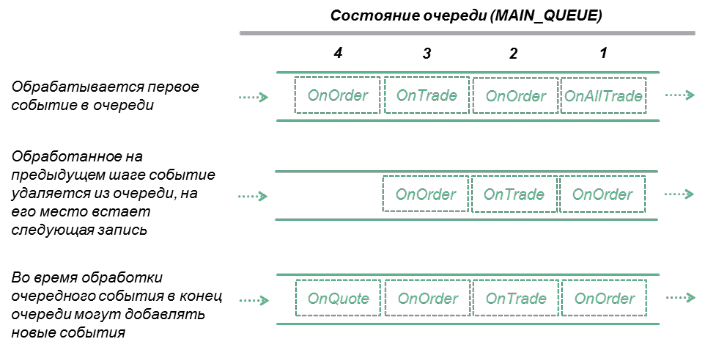 Состояние очереди (MAIN_QUEUE)
4 3 2 1
Обрабатывается первое
событие в очереди
OnOrder OnTrade OnOrder OnAllTrade
Обработанное на
предыдущем шаге событие
удаляется из очереди, на
его место встает
следующая запись
OnOrder OnTrade OnOrder
Во время обработки
очередного события в конец
очереди могут добавлять
новые события
OnQuote OnOrder OnTrade OnOrder